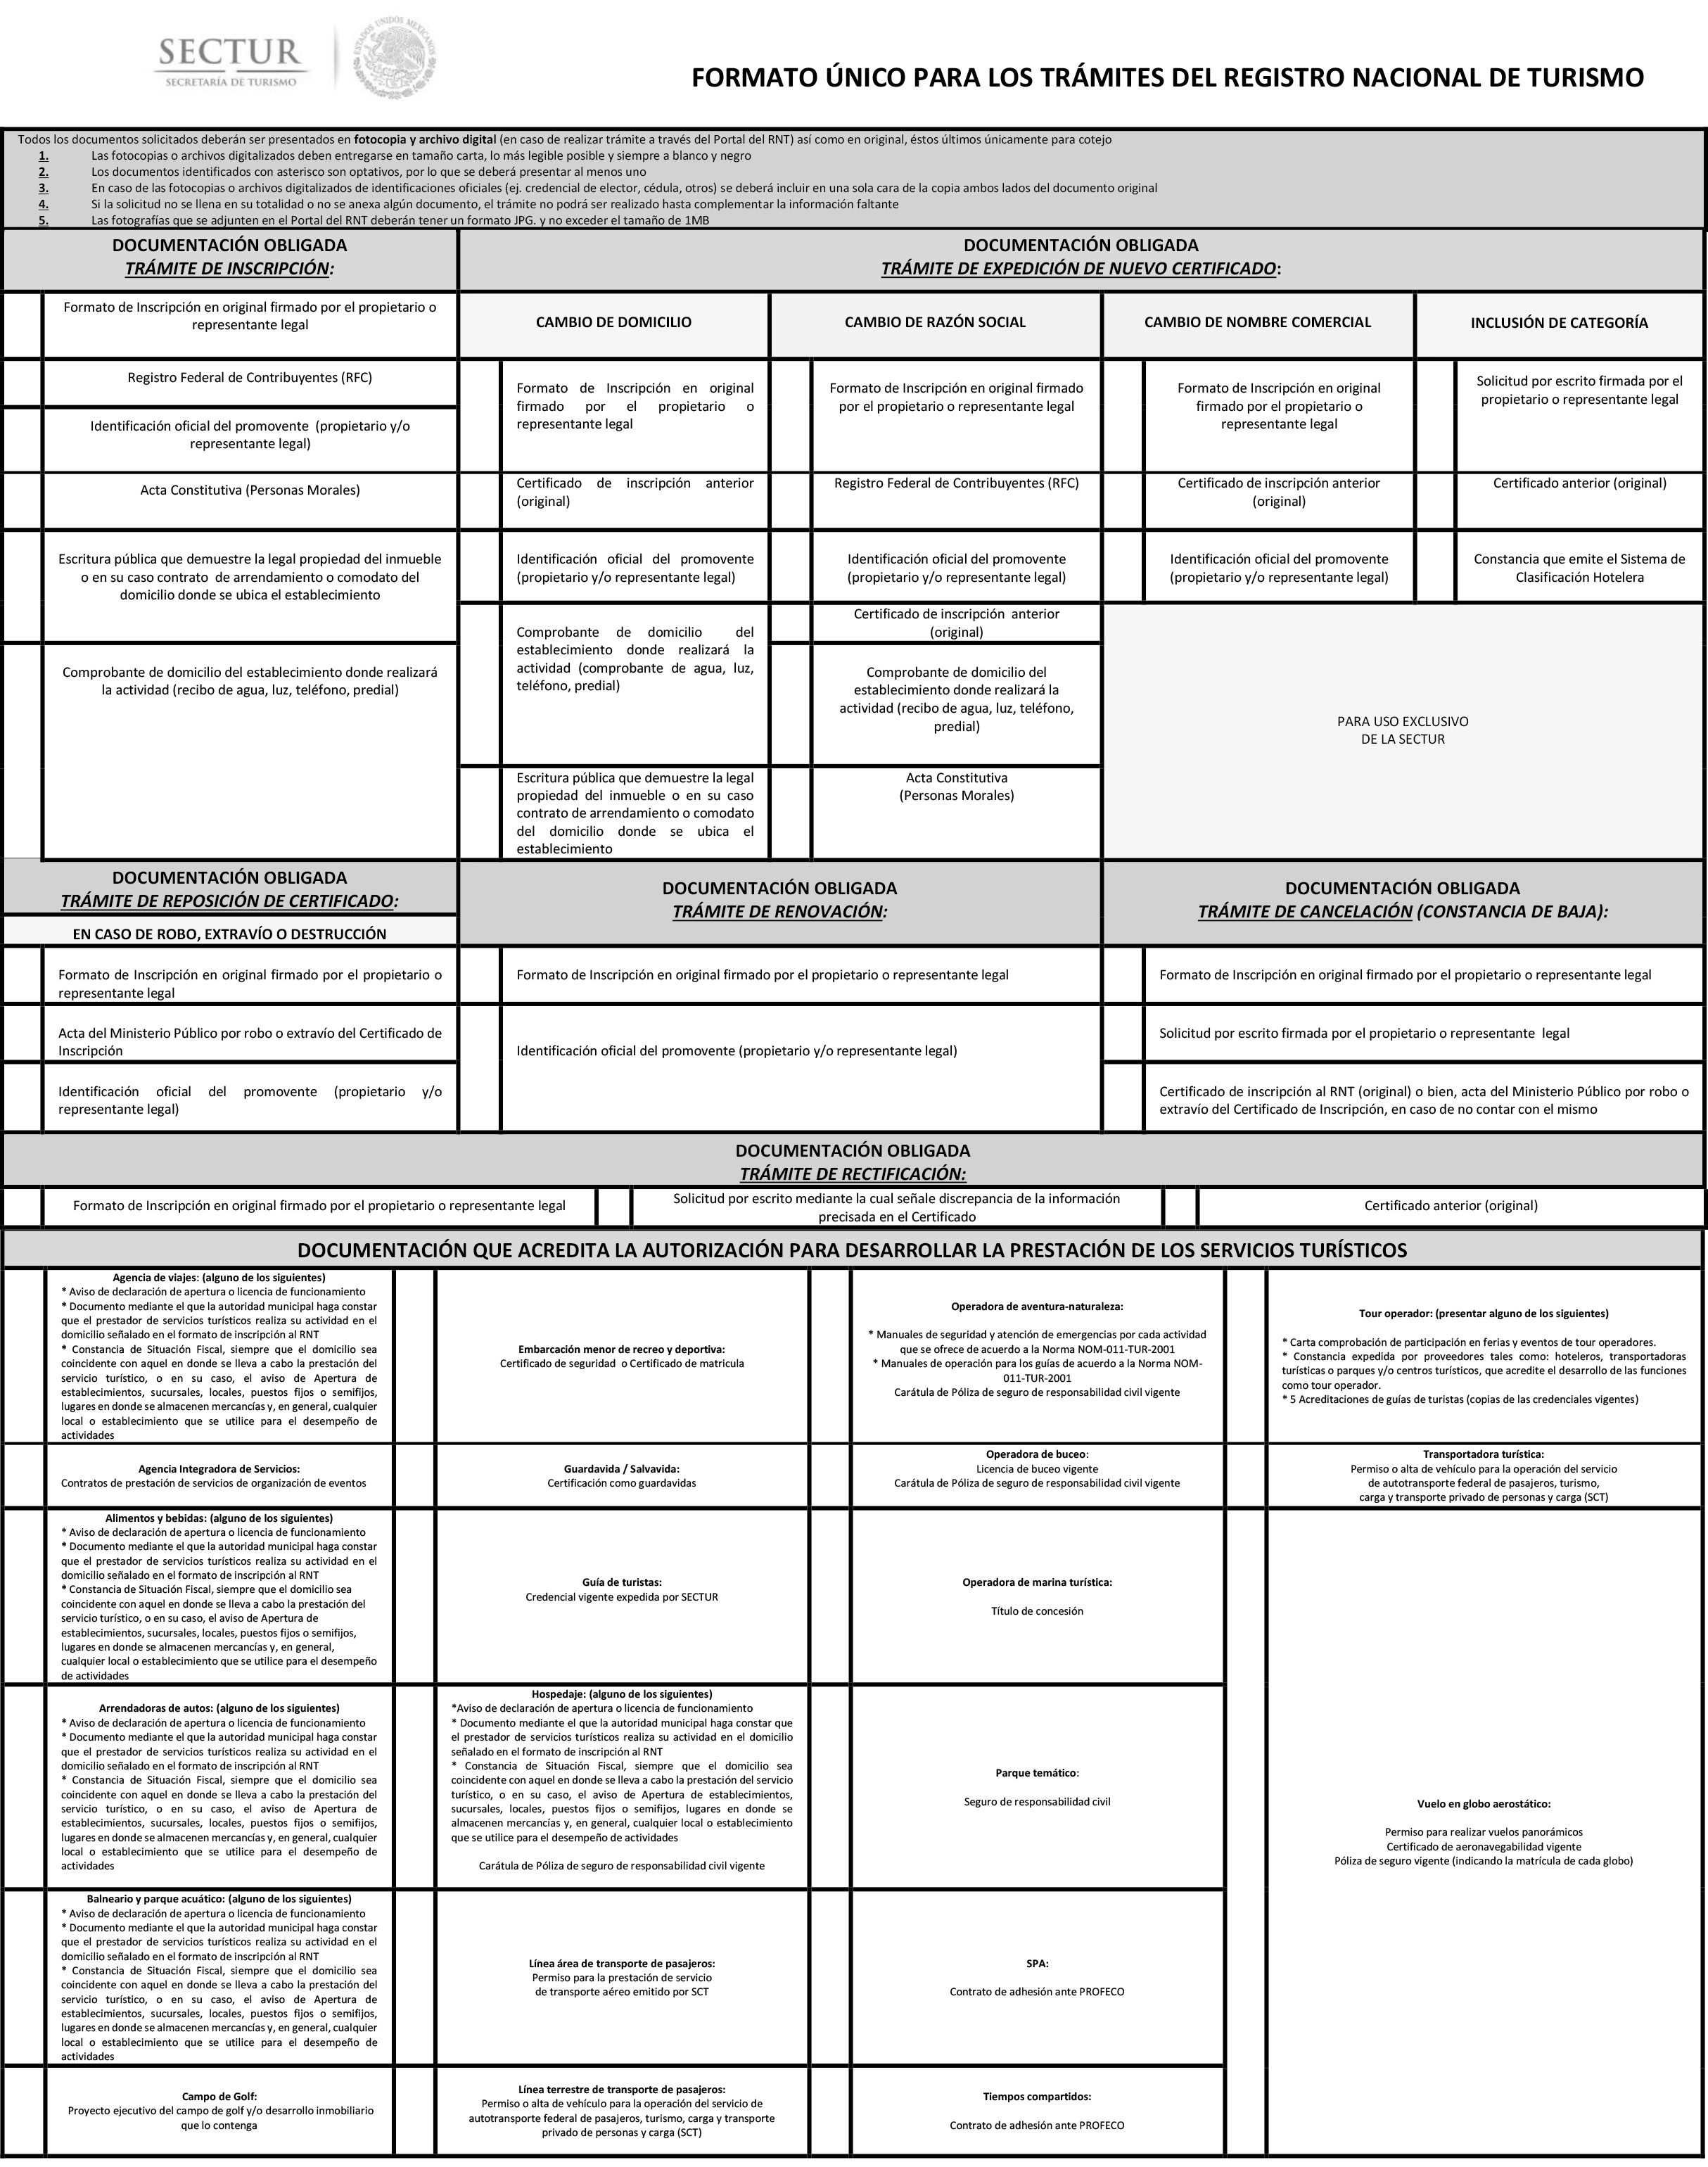 SECTUR
SECRETARÍA DE TURISMO
ESTADOS UNIDOS MEXICANOS
FORMATO ÚNICO PARA LOS TRÁMITES DEL REGISTRO NACIONAL DE TURISMO
Todos los documentos solicitados deberán ser presentados en fotocopia y archivo digital (en caso de realizar trámite a través del Portal del RNT) así como en original, éstos últimos únicamente para cotejo
1. Las fotocopias o archivos digitalizados deben entregarse en tamaño carta, lo más legible posible y siempre a blanco y negro
2. Los documentos identificados con asterisco son optativos, por lo que se deberá presentar al menos uno
3. En caso de las fotocopias o archivos digitalizados de identificaciones oficiales (ej. credencial de elector, cédula, otros) se deberá incluir en una sola cara de la copia ambos lados del documento original
4. Si la solicitud no se llena en su totalidad o no se anexa algún documento, el trámite no podrá ser realizado hasta complementar la información faltante
5. Las fotografías que se adjunten en el Portal del RNT deberán tener un formato JPG. y no exceder el tamaño de 1MB
DOCUMENTACIÓN OBLIGADA
TRÁMITE DE INSCRIPCIÓN:
Formato de Inscripción en original firmado por el propietario o
representante legal
Registro Federal de Contribuyentes (RFC)
Identificación oficial del promovente (propietario y/o
representante legal)
Acta Constitutiva (Personas Morales)
Escritura pública que demuestre la legal propiedad del inmueble
o en su caso contrato de arrendamiento o comodato del
domicilio donde se ubica el establecimiento
Comprobante de domicilio del establecimiento donde realizará
la actividad (recibo de agua, luz, teléfono, predial)
DOCUMENTACIÓN OBLIGADA
TRÁMITE DE EXPEDICIÓN DE NUEVO CERTIFICADO:
CAMBIO DE DOMICILIO
Formato de Inscripción en original
firmado por el propietario o
representante legal
Certificado de inscripción anterior
(original)
Identificación oficial del promovente
(propietario y/o representante legal)
Comprobante de domicilio del
establecimiento donde realizará la
actividad (comprobante de agua, luz,
teléfono, predial)
Escritura pública que demuestre la legal
propiedad del inmueble o en su caso
contrato de arrendamiento o comodato
del domicilio donde se ubica el
establecimiento
CAMBIO DE RAZÓN SOCIAL
Formato de Inscripción en original firmado
por el propietario o representante legal
Registro Federal de Contribuyentes (RFC)
Identificación oficial del promovente
(propietario y/o representante legal)
Certificado de inscripción anterior
(original)
Comprobante de domicilio del
establecimiento donde realizará la
actividad (recibo de agua, luz, teléfono,
predial)
Acta Constitutiva
(Personas Morales)
CAMBIO DE NOMBRE COMERCIAL
Formato de Inscripción en original
firmado por el propietario o
representante legal
Certificado de inscripción anterior
(original)
Identificación oficial del promovente
(propietario y/o representante legal)
INCLUSIÓN DE CATEGORÍA
Solicitud por escrito firmada por el
propietario o representante legal
Certificado anterior (original)
Constancia que emite el Sistema de
Clasificación Hotelera
PARA USO EXCLUSIVO
DE LA SECTUR
DOCUMENTACIÓN OBLIGADA
TRÁMITE DE REPOSICIÓN DE CERTIFICADO:
EN CASO DE ROBO, EXTRAVÍO O DESTRUCCIÓN
Formato de Inscripción en original firmado por el propietario o
representante legal
Acta del Ministerio Público por robo o extravío del Certificado de
Inscripción
Identificación oficial del promovente (propietario y/o
representante legal)
DOCUMENTACIÓN OBLIGADA
TRÁMITE DE RENOVACIÓN:
Formato de Inscripción en original firmado por el propietario o representante legal
Identificación oficial del promovente (propietario y/o representante legal)
DOCUMENTACIÓN OBLIGADA
TRÁMITE DE CANCELACIÓN (CONSTANCIA DE BAJA):
Formato de Inscripción en original firmado por el propietario o representante legal
Solicitud por escrito firmada por el propietario o representante legal
Certificado de inscripción al RNT (original) o bien, acta del Ministerio Público por robo o
extravío del Certificado de Inscripción, en caso de no contar con el mismo
DOCUMENTACIÓN OBLIGADA
TRÁMITE DE RECTIFICACIÓN:
Formato de Inscripción en original firmado por el propietario o representante legal
Solicitud por escrito mediante la cual señale discrepancia de la información
precisada en el Certificado
Certificado anterior (original)
DOCUMENTACIÓN QUE ACREDITA LA AUTORIZACIÓN PARA DESARROLLAR LA PRESTACIÓN DE LOS SERVICIOS TURÍSTICOS
Agencia de viajes: (alguno de los siguientes)
* Aviso de declaración de apertura o licencia de funcionamiento
* Documento mediante el que la autoridad municipal haga constar
que el prestador de servicios turísticos realiza su actividad en el
domicilio señalado en el formato de inscripción al RNT
* Constancia de Situación Fiscal, siempre que el domicilio sea
coincidente con aquel en donde se lleva a cabo la prestación del
servicio turístico, o en su caso, el aviso de Apertura de
establecimientos, sucursales, locales, puestos fijos o semifijos,
lugares en donde se almacenen mercancías y, en general, cualquier
local o establecimiento que se utilice para el desempeño de
actividades
Embarcación menor de recreo y deportiva:
Certificado de seguridad o Certificado de matricula
Operadora de aventura-naturaleza:
* Manuales de seguridad y atención de emergencias por cada actividad
que se ofrece de acuerdo a la Norma NOM-011-TUR-2001
* Manuales de operación para los guías de acuerdo a la Norma NOM-
011-TUR-2001
Carátula de Póliza de seguro de responsabilidad civil vigente
Tour operador: (presentar alguno de los siguientes)
* Carta comprobación de participación en ferias y eventos de tour operadores.
* Constancia expedida por proveedores tales como: hoteleros, transportadoras
turísticas o parques y/o centros turísticos, que acredite el desarrollo de las funciones
como tour operador.
* 5 Acreditaciones de guías de turistas (copias de las credenciales vigentes)
Agencia Integradora de Servicios:
Contratos de prestación de servicios de organización de eventos
Guardavida / Salvavida:
Certificación como guardavidas
Operadora de buceo:
Licencia de buceo vigente
Carátula de Póliza de seguro de responsabilidad civil vigente
Transportadora turística:
Permiso o alta de vehículo para la operación del servicio
de autotransporte federal de pasajeros, turismo,
carga y transporte privado de personas y carga (SCT)
Alimentos y bebidas: (alguno de los siguientes)
* Aviso de declaración de apertura o licencia de funcionamiento
* Documento mediante el que la autoridad municipal haga constar
que el prestador de servicios turísticos realiza su actividad en el
domicilio señalado en el formato de inscripción al RNT
* Constancia de Situación Fiscal, siempre que el domicilio sea
coincidente con aquel en donde se lleva a cabo la prestación del
servicio turístico, o en su caso, el aviso de Apertura de
establecimientos, sucursales, locales, puestos fijos o semifijos,
lugares en donde se almacenen mercancías y, en general,
cualquier local o establecimiento que se utilice para el desempeño
de actividades
Guía de turistas:
Credencial vigente expedida por SECTUR
Operadora de marina turística:
Título de concesión
Arrendadoras de autos: (alguno de los siguientes)
* Aviso de declaración de apertura o licencia de funcionamiento
* Documento mediante el que la autoridad municipal haga constar
que el prestador de servicios turísticos realiza su actividad en el
domicilio señalado en el formato de inscripción al RNT
* Constancia de Situación Fiscal, siempre que el domicilio sea
coincidente con aquel en donde se lleva a cabo la prestación del
servicio turístico, o en su caso, el aviso de Apertura de
establecimientos, sucursales, locales, puestos fijos o semifijos,
lugares en donde se almacenen mercancías y, en general, cualquier
local o establecimiento que se utilice para el desempeño de
actividades
Hospedaje: (alguno de los siguientes)
*Aviso de declaración de apertura o licencia de funcionamiento
* Documento mediante el que la autoridad municipal haga constar que
el prestador de servicios turísticos realiza su actividad en el domicilio
señalado en el formato de inscripción al RNT
* Constancia de Situación Fiscal, siempre que el domicilio sea
coincidente con aquel en donde se lleva a cabo la prestación del servicio
turístico, o en su caso, el aviso de Apertura de establecimientos,
sucursales, locales, puestos fijos o semifijos, lugares en donde se
almacenen mercancías y, en general, cualquier local o establecimiento
que se utilice para el desempeño de actividades
Carátula de Póliza de seguro de responsabilidad civil vigente
Parque temático:
Seguro de responsabilidad civil
Vuelo en globo aerostático:
Permiso para realizar vuelos panorámicos
Certificado de aeronavegabilidad vigente
Póliza de seguro vigente (indicando la matrícula de cada globo)
Balneario y parque acuático: (alguno de los siguientes)
* Aviso de declaración de apertura o licencia de funcionamiento
* Documento mediante el que la autoridad municipal haga constar
que el prestador de servicios turísticos realiza su actividad en el
domicilio señalado en el formato de inscripción al RNT
* Constancia de Situación Fiscal, siempre que el domicilio sea
coincidente con aquel en donde se lleva a cabo la prestación del
servicio turístico, o en su caso, el aviso de Apertura de
establecimientos, sucursales, locales, puestos fijos o semifijos,
lugares en donde se almacenen mercancías y, en general, cualquier
local o establecimiento que se utilice para el desempeño de
actividades
Línea área de transporte de pasajeros:
Permiso para la prestación de servicio
de transporte aéreo emitido por SCT
SPA:
Contrato de adhesión ante PROFECO
Campo de Golf:
Proyecto ejecutivo del campo de golf y/o desarrollo inmobiliario
que lo contenga
Línea terrestre de transporte de pasajeros:
Permiso o alta de vehículo para la operación del servicio de
autotransporte federal de pasajeros, turismo, carga y transporte
privado de personas y carga (SCT)
Tiempos compartidos:
Contrato de adhesión ante PROFECO